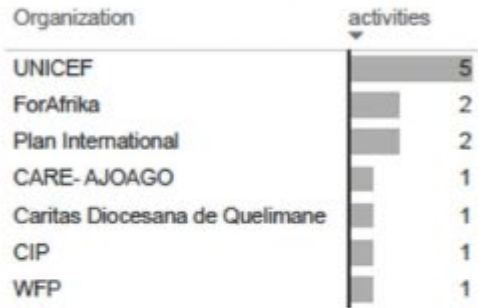 Organization activities
UNICEF 5
ForAfrika 2
Plan International 2
CARE- AJOAGO 1
Caritas Diocesana de Quelimane 1
CIP 1
WFP 1